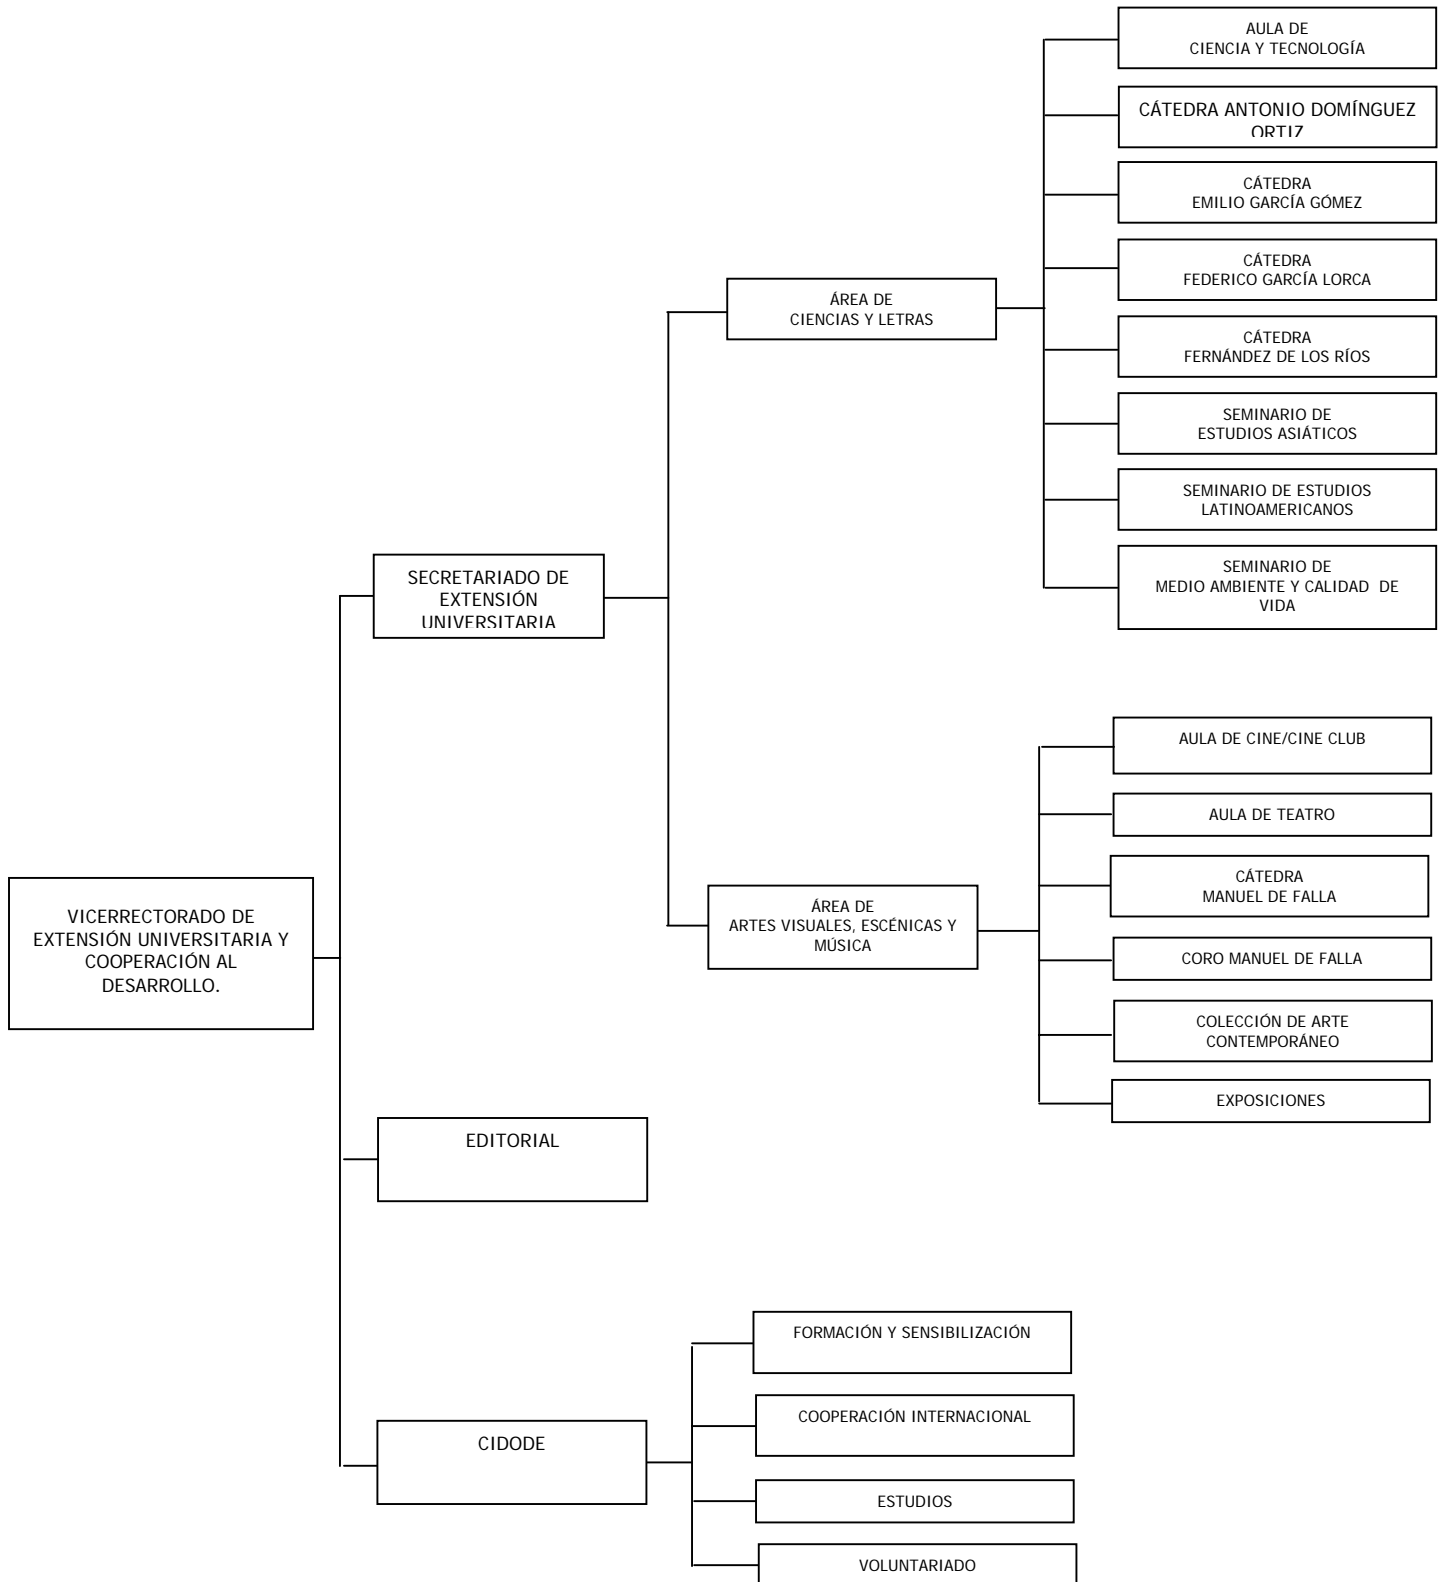 AULA DE
CIENCIA Y TECNOLOGÍA
CÁTEDRA ANTONIO DOMÍNGUEZ
ORTIZ
CÁTEDRA
EMILIO GARCÍA GÓMEZ
CÁTEDRA
FEDERICO GARCÍA LORCA
ÁREA DE
CIENCIAS Y LETRAS
CÁTEDRA
FERNÁNDEZ DE LOS RÍOS
SEMINARIO DE
ESTUDIOS ASIÁTICOS
SEMINARIO DE ESTUDIOS
LATINOAMERICANOS
SEMINARIO DE
MEDIO AMBIENTE Y CALIDAD  DE
VIDA
SECRETARIADO DE
EXTENSIÓN
UNIVERSITARIA
AULA DE CINE/CINE CLUB
AULA DE TEATRO
CÁTEDRA
MANUEL DE FALLA
ÁREA DE
ARTES VISUALES, ESCÉNICAS Y
MÚSICA
VICERRECTORADO DE
EXTENSIÓN UNIVERSITARIA Y
COOPERACIÓN AL
DESARROLLO.
CORO MANUEL DE FALLA
COLECCIÓN DE ARTE
CONTEMPORÁNEO
EXPOSICIONES
EDITORIAL
FORMACIÓN Y SENSIBILIZACIÓN
COOPERACIÓN INTERNACIONAL
CIDODE
ESTUDIOS
VOLUNTARIADO